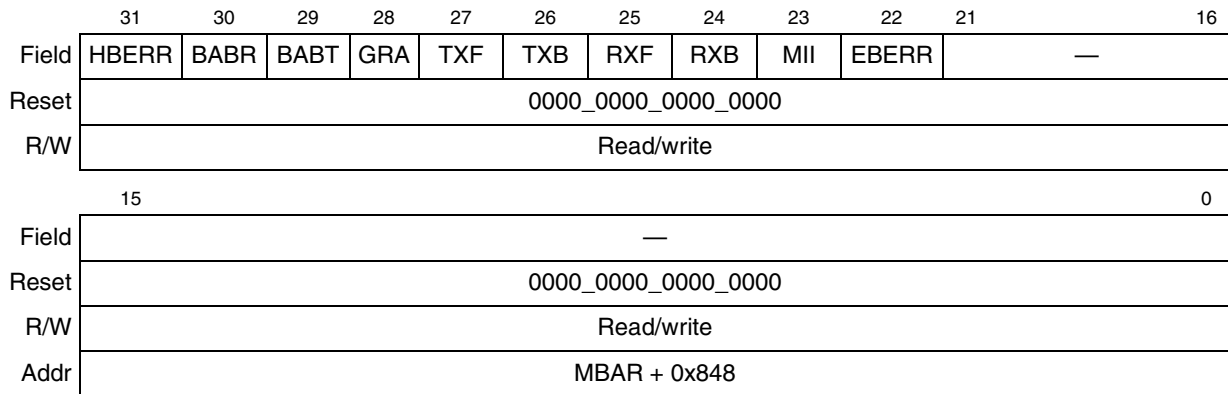 31 30 29 28 27 26 25 24 23 22 21 16
Field HBERR BABR BABT GRA TXF TXB RXF RXB MII EBERR —
Reset 0000_0000_0000_0000
R/W Read/write
15 0
Field —
Reset 0000_0000_0000_0000
R/W Read/write
Addr MBAR + 0x848